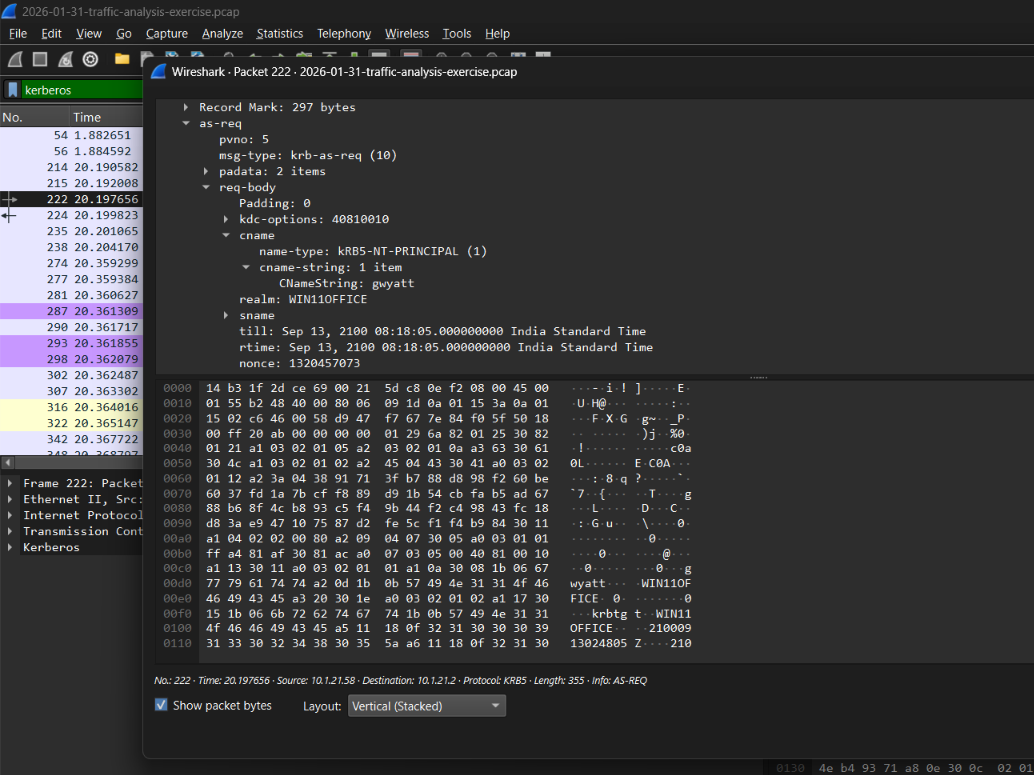 2026-01-31-traffic-analysis-exercise.pcap
File Edit View Go Capture Analyze Statistics Telephony Wireless Tools Help
Wireshark · Packet 222 · 2026-01-31-traffic-analysis-exercise.pcap
kerberos
No. Time
54 1.882651
56 1.884592
214 20.190582
215 20.192008
222 20.197656
224 20.199823
235 20.201065
238 20.204170
274 20.359299
277 20.359384
281 20.360627
287 20.361309
290 20.361717
293 20.361855
298 20.362079
302 20.362487
307 20.363302
316 20.364016
322 20.365147
342 20.367722
348 20.368797
Frame 222: Packet
Ethernet II, Src:
Internet Protocol
Transmission Cont
Kerberos
Record Mark: 297 bytes
as-req
pvno: 5
msg-type: krb-as-req (10)
padata: 2 items
req-body
Padding: 0
kdc-options: 40810010
cname
name-type: kRB5-NT-PRINCIPAL (1)
cname-string: 1 item
CNameString: gwyatt
realm: WIN11OFFICE
sname
till: Sep 13, 2100 08:18:05.000000000 India Standard Time
rtime: Sep 13, 2100 08:18:05.000000000 India Standard Time
nonce: 1320457073
0000 14 b3 1f 2d ce 69 00 21 5d c8 0e f2 08 00 45 00 ···-·i·! ]·····E·
0010 01 55 b2 48 40 00 80 06 09 1d 0a 01 15 3a 0a 01 ·U·H@··· ·····:··
0020 15 02 c6 46 00 58 d9 47 f6 67 7e 84 f0 5f 50 18 ···F·X·G ·g~··_P·
0030 00 ff 20 ab 00 00 00 00 01 29 6a 82 01 25 30 82 ·· ····· ·)j··%0·
0040 01 21 a1 03 02 01 05 a2 03 02 01 0a a3 63 30 61 ·!······ ·····c0a
0050 30 4c a1 03 02 01 02 a2 45 04 43 30 41 a0 03 02 0L······ E·C0A···
0060 01 12 a2 3a 04 38 91 71 3f b7 88 d8 98 f2 60 be ···:·8·q ?·····`·
0070 60 37 fd 1a 7b cf f8 89 d9 1b 54 cb fa b5 ad 67 `7··{··· ··T····g
0080 88 b6 8f 4c b8 93 c5 f4 9b 44 f2 c4 98 43 fc 18 ···L···· ·D···C··
0090 d8 3a e9 47 10 75 87 d2 fe 5c f1 f4 b9 84 30 11 ·:·G·u·· ·\····0·
00a0 a1 04 02 02 00 80 a2 09 04 07 30 05 a0 03 01 01 ········ ··0·····
00b0 ff a4 81 af 30 81 ac a0 07 03 05 00 40 81 00 10 ····0··· ····@···
00c0 a1 13 30 11 a0 03 02 01 01 a1 0a 30 08 1b 06 67 ··0····· ···0···g
00d0 77 79 61 74 74 a2 0d 1b 0b 57 49 4e 31 31 4f 46 wyatt··· ·WIN11OF
00e0 46 49 43 45 a3 20 30 1e a0 03 02 01 02 a1 17 30 FICE· 0· ·······0
00f0 15 1b 06 6b 72 62 74 67 74 1b 0b 57 49 4e 31 31 ···krbtg t··WIN11
0100 4f 46 46 49 43 45 a5 11 18 0f 32 31 30 30 30 39 OFFICE·· ··210009
0110 31 33 30 32 34 38 30 35 5a a6 11 18 0f 32 31 30 13024805 Z····210
No.: 222 · Time: 20.197656 · Source: 10.1.21.58 · Destination: 10.1.21.2 · Protocol: KRB5 · Length: 355 · Info: AS-REQ
Show packet bytes Layout: Vertical (Stacked)
0130 4e b4 93 71 a8 0e 30 0c 02 01